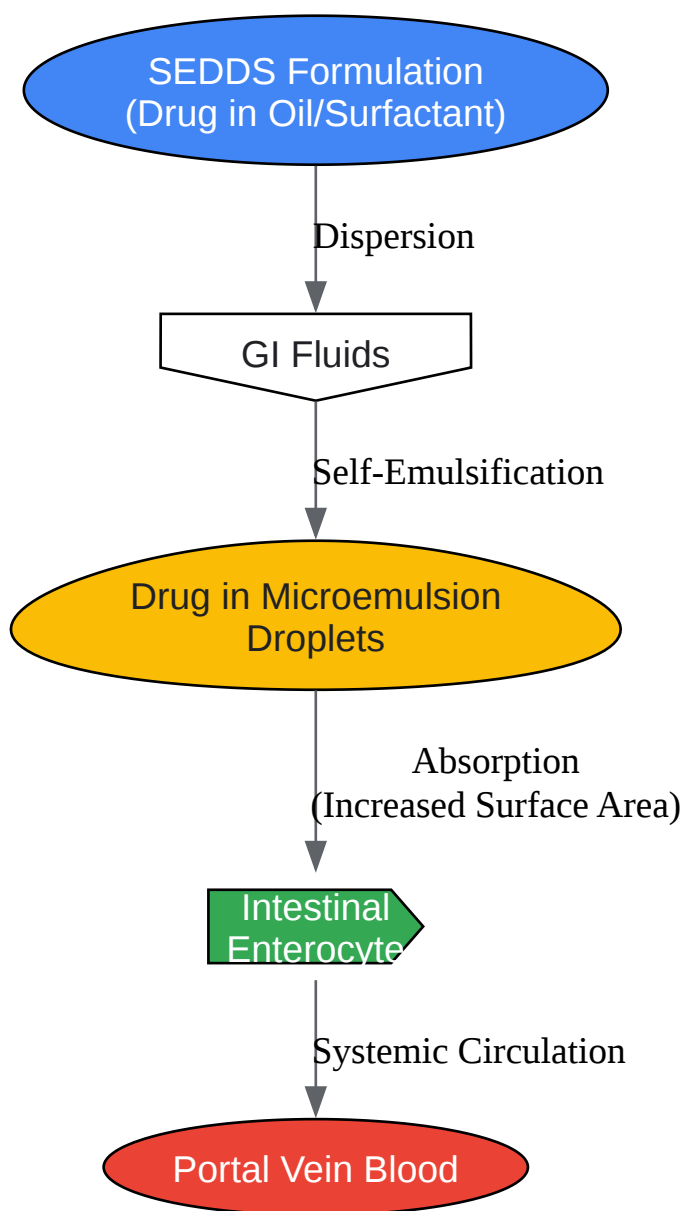 SEDDS Formulation
(Drug in Oil/Surfactant)
Dispersion
GI Fluids
Self-Emulsification
Drug in Microemulsion
Droplets
Absorption
(Increased Surface Area)
Intestinal
Enterocyte
Systemic Circulation
Portal Vein Blood